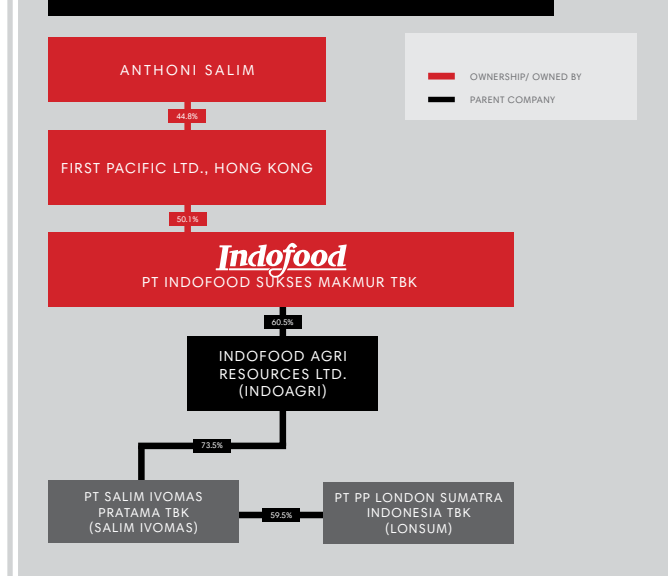 ANTHONI SALIM
OWNERSHIP/ OWNED BY
PARENT COMPANY
44.8%
FIRST PACIFIC LTD., HONG KONG
50.1%
Indofood
PT INDOFOOD SUKSES MAKMUR TBK
60.5%
INDOFOOD AGRI
RESOURCES LTD.
(INDOAGRI)
73.5%
PT SALIM IVOMAS
PRATAMA TBK
(SALIM IVOMAS)
59.5%
PT PP LONDON SUMATRA
INDONESIA TBK
(LONSUM)